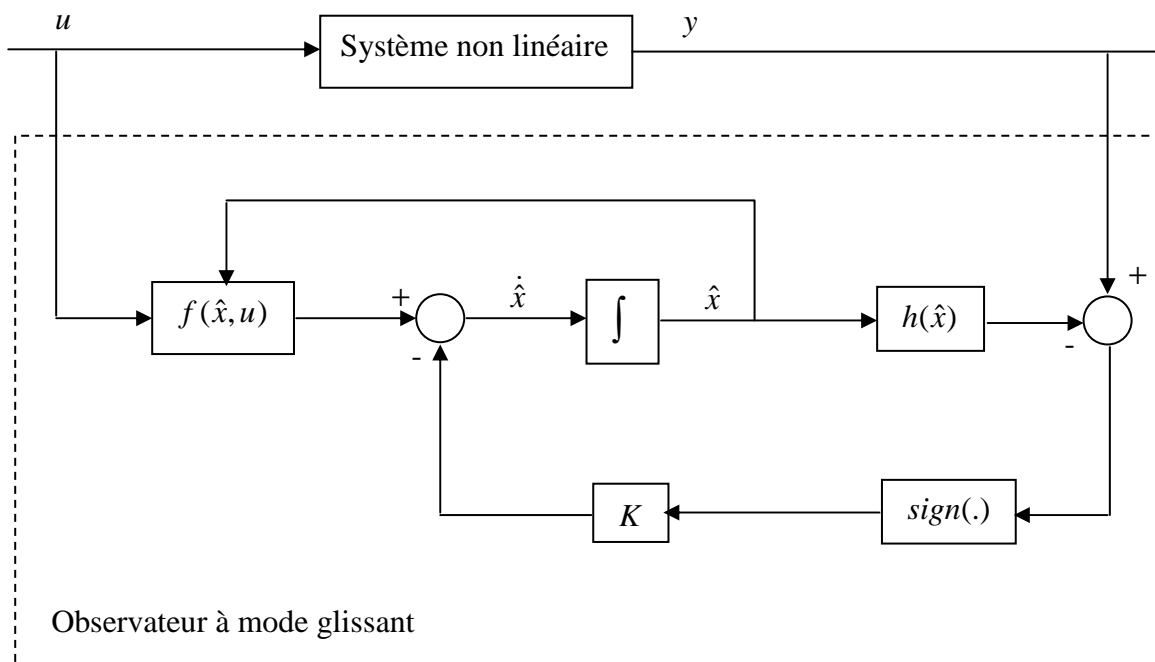 u
Système non linéaire
y
+
f(x̂, u)
+
-
ẋ̂
∫
x̂
h(x̂)
-
K
sign(.)
Observateur à mode glissant